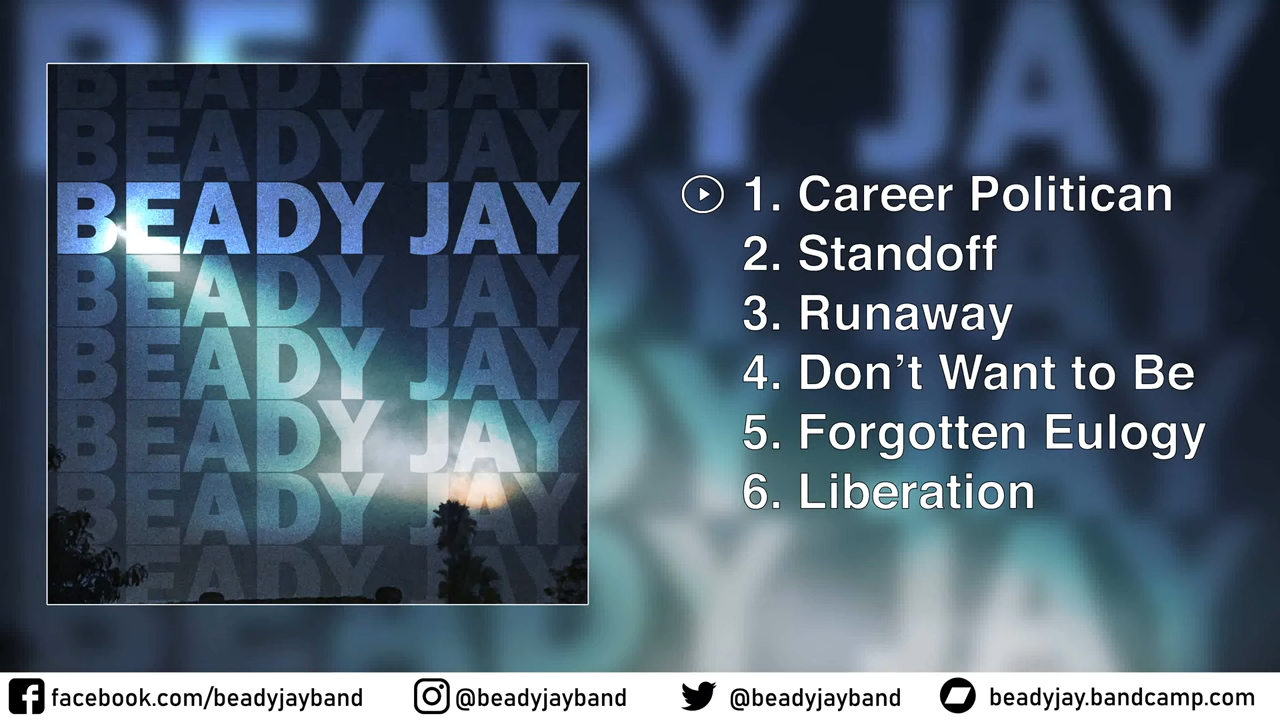 BEADY JAY
BEADY JAY
BEADY JAY
BEADY JAY
BEADY JAY
BEADY JAY
BEADY JAY
BEADY JAY
BEADY JAY
1. Career Politican
2. Standoff
3. Runaway
4. Don’t Want to Be
5. Forgotten Eulogy
6. Liberation
facebook.com/beadyjayband
@beadyjayband
@beadyjayband
beadyjay.bandcamp.com